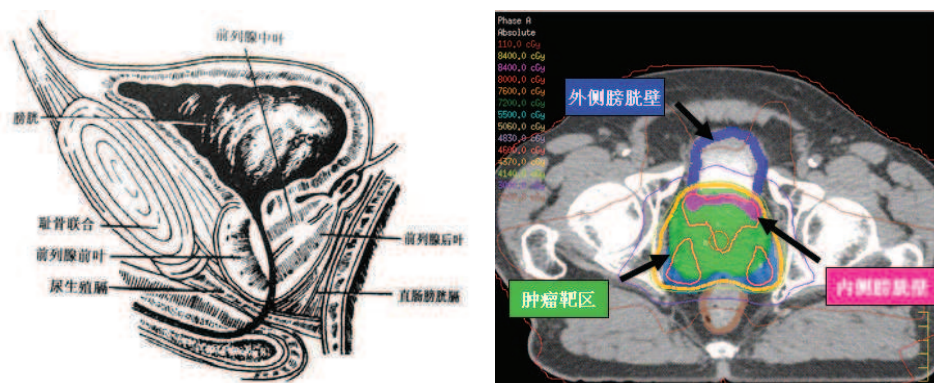 前列腺中叶
膀胱
耻骨联合
前列腺前叶
尿生殖膈
前列腺后叶
直肠膀胱膈
Phase A
Absolute
110.0 cGy
8400.0 cGy
8400.0 cGy
8000.0 cGy
7600.0 cGy
7200.0 cGy
5500.0 cGy
5060.0 cGy
4830.0 cGy
4600.0 cGy
4370.0 cGy
4140.0 cGy
外侧膀胱壁
肿瘤靶区
内侧膀胱壁